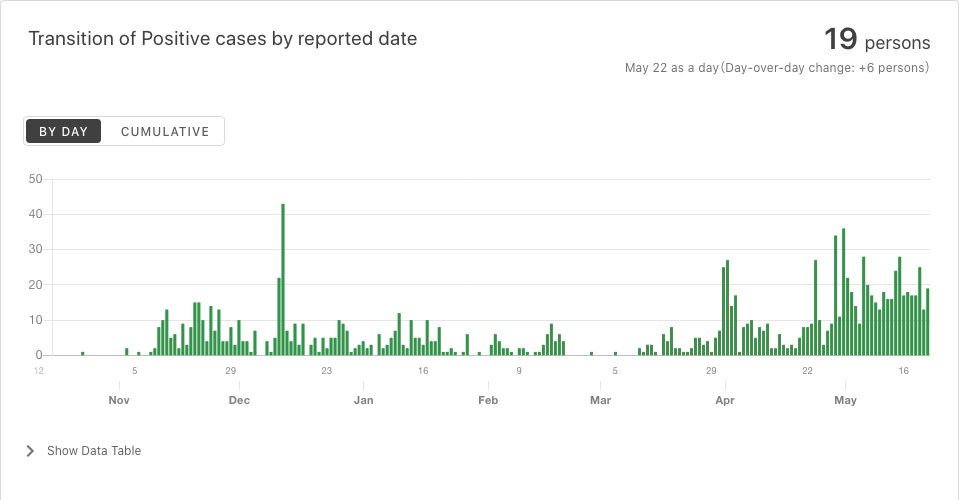 Transition of Positive cases by reported date
19 persons
May 22 as a day(Day-over-day change: +6 persons)
BY DAY CUMULATIVE
50
40
30
20
10
0
12 5 29 23 16 9 5 29 22 16
Nov Dec Jan Feb Mar Apr May
Show Data Table